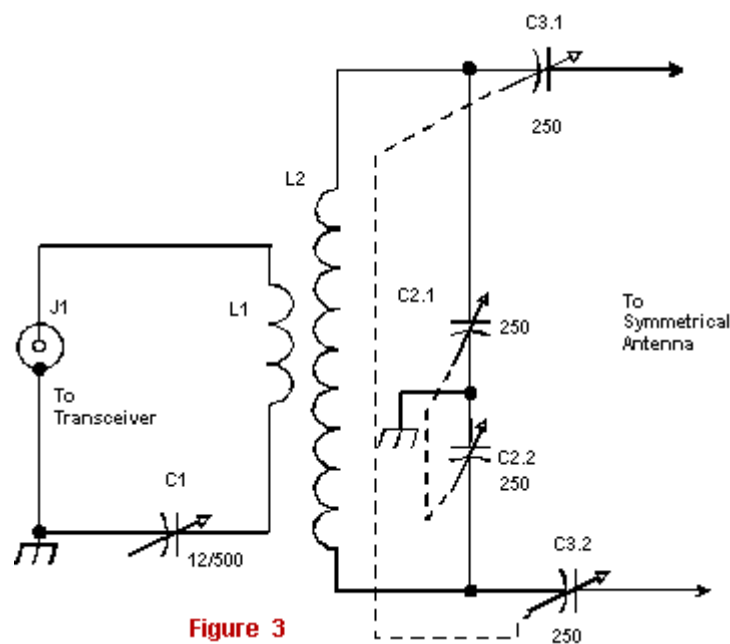 C3.1
250
L2
J1
L1
C2.1
250
To
Symmetrical
Antenna
To
Transceiver
C2.2
250
C1
12/500
C3.2
250
Figure 3